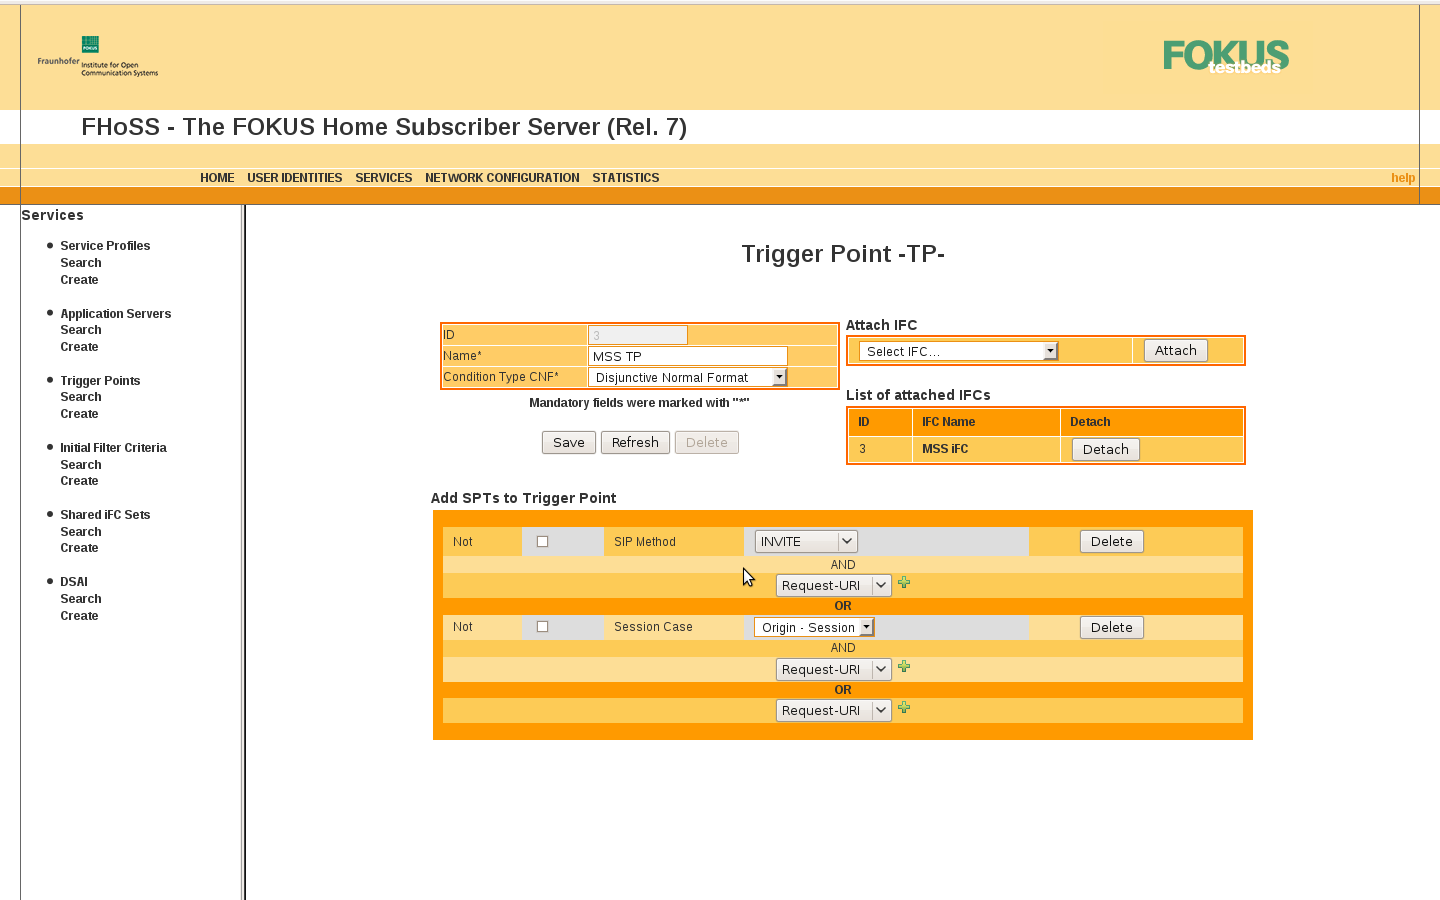 Fraunhofer
FOKUS
Institute for Open
Communication Systems
FOKUS
testbeds
FHoSS - The FOKUS Home Subscriber Server (Rel. 7)
HOME USER IDENTITIES SERVICES NETWORK CONFIGURATION STATISTICS help
Services
Service Profiles
Search
Create
Application Servers
Search
Create
Trigger Points
Search
Create
Initial Filter Criteria
Search
Create
Shared iFC Sets
Search
Create
DSAI
Search
Create
Trigger Point -TP-
ID 3
Name* MSS TP
Condition Type CNF* Disjunctive Normal Format
Mandatory fields were marked with "*"
Save Refresh Delete
Attach IFC
Select IFC... Attach
List of attached IFCs
ID IFC Name Detach
3 MSS iFC Detach
Add SPTs to Trigger Point
Not SIP Method INVITE Delete
AND
Request-URI
OR
Not Session Case Origin - Session Delete
AND
Request-URI
OR
Request-URI